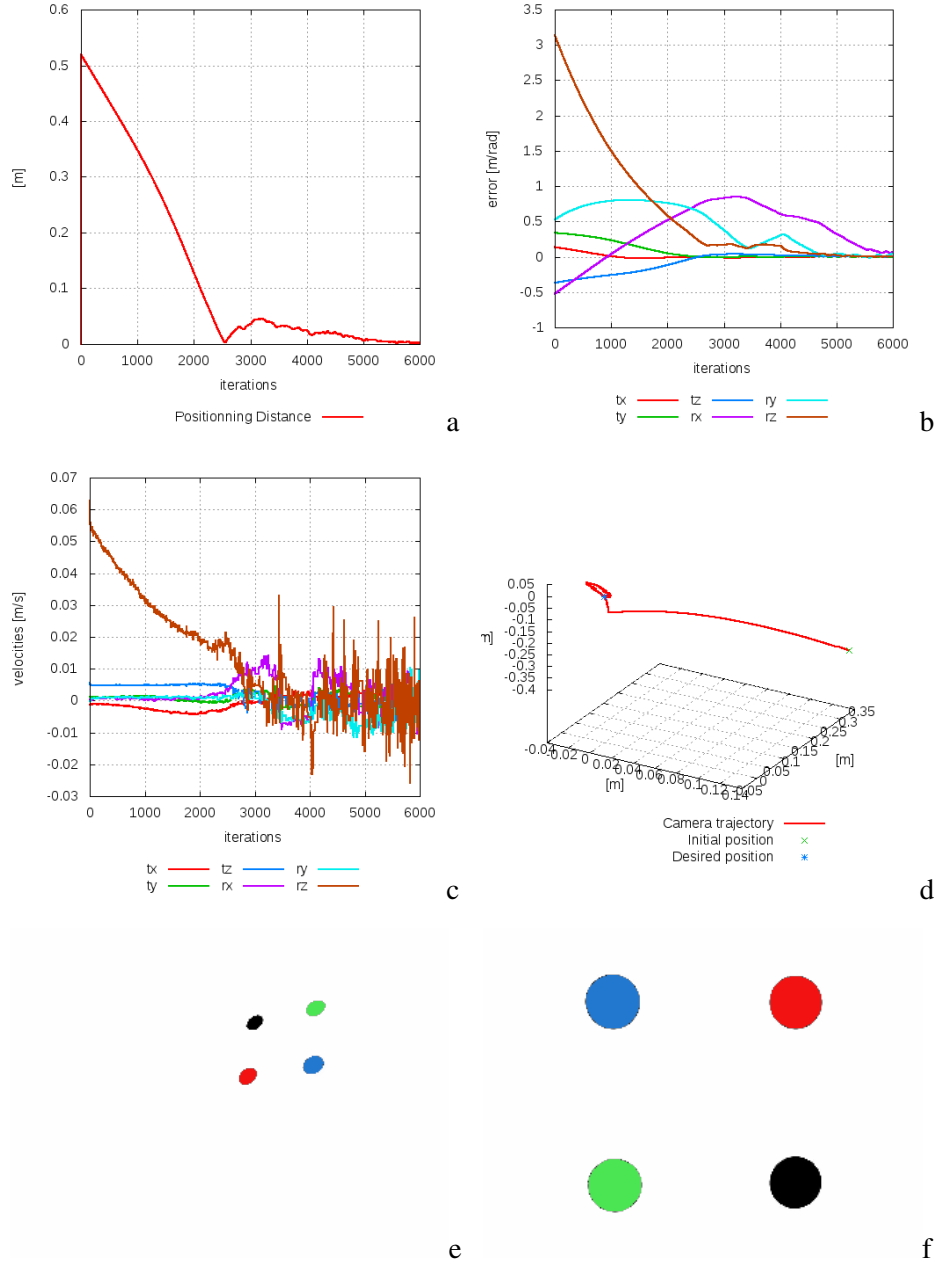 0.6
0.5
0.4
0.3
0.2
0.1
0
[m]
0 1000 2000 3000 4000 5000 6000
iterations
Positionning Distance
a
3.5
3
2.5
2
1.5
1
0.5
0
-0.5
-1
error [m/rad]
0 1000 2000 3000 4000 5000 6000
iterations
tx tz ry
ty rx rz
b
0.07
0.06
0.05
0.04
0.03
0.02
0.01
0
-0.01
-0.02
-0.03
velocities [m/s]
0 1000 2000 3000 4000 5000 6000
iterations
tx tz ry
ty rx rz
c
0.05
0
-0.05
-0.1
-0.15
-0.2
-0.25
-0.3
-0.35
-0.4
-0.04
-0.02
0
0.02
0.04
0.06
0.08
0.1
0.12
0.14
[m]
0
0.05
0.1
0.15
0.2
0.25
0.3
0.35
[m]
Camera trajectory
Initial position
Desired position
d
e
f